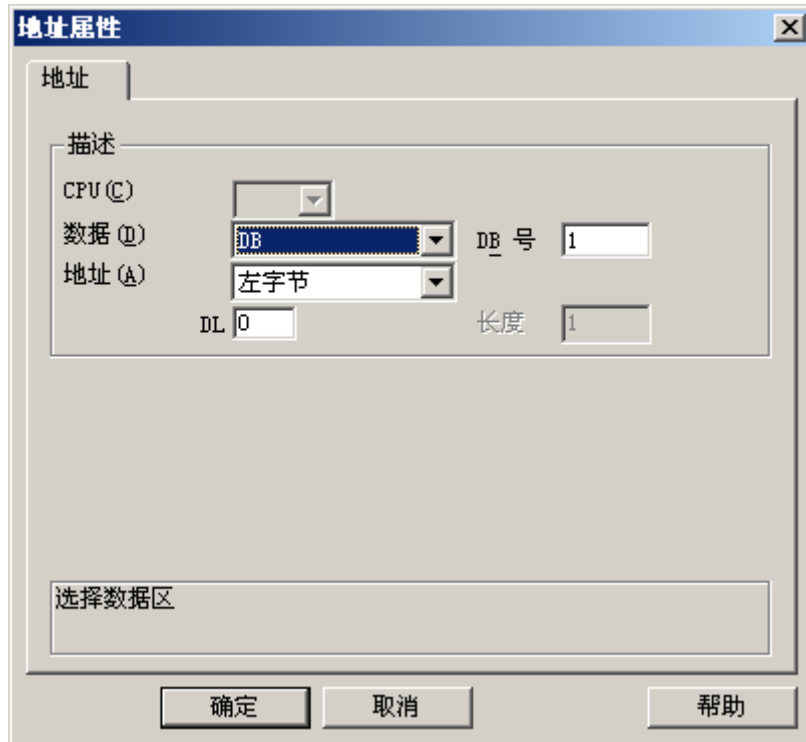 地址属性
地址
描述
CPU(C)
数据(D) DB DB 号 1
地址(A) 左字节
DL 0 长度 1
选择数据区
确定 取消 帮助